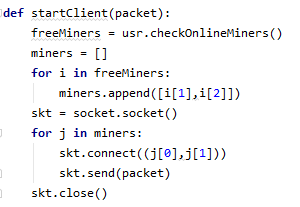 def startClient(packet):
    freeMiners = usr.checkOnlineMiners()
    miners = []
    for i in freeMiners:
        miners.append([i[1],i[2]])
    skt = socket.socket()
    for j in miners:
        skt.connect((j[0],j[1]))
        skt.send(packet)
    skt.close()